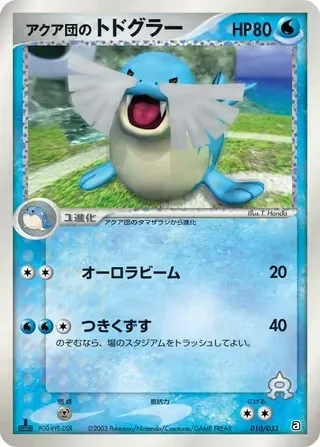 アクア団のトドグラー HP80
Illus.T. Honda
1進化 アクア団のタマザラシから進化
オーロラビーム 20
つきくずす 40
のぞむなら、場のスタジアムをトラッシュしてよい。
弱点 抵抗力 にげる
1 PG0-RYE-0SR ©2003 Pokémon/Nintendo/Creatures/GAME FREAK 010/033 a